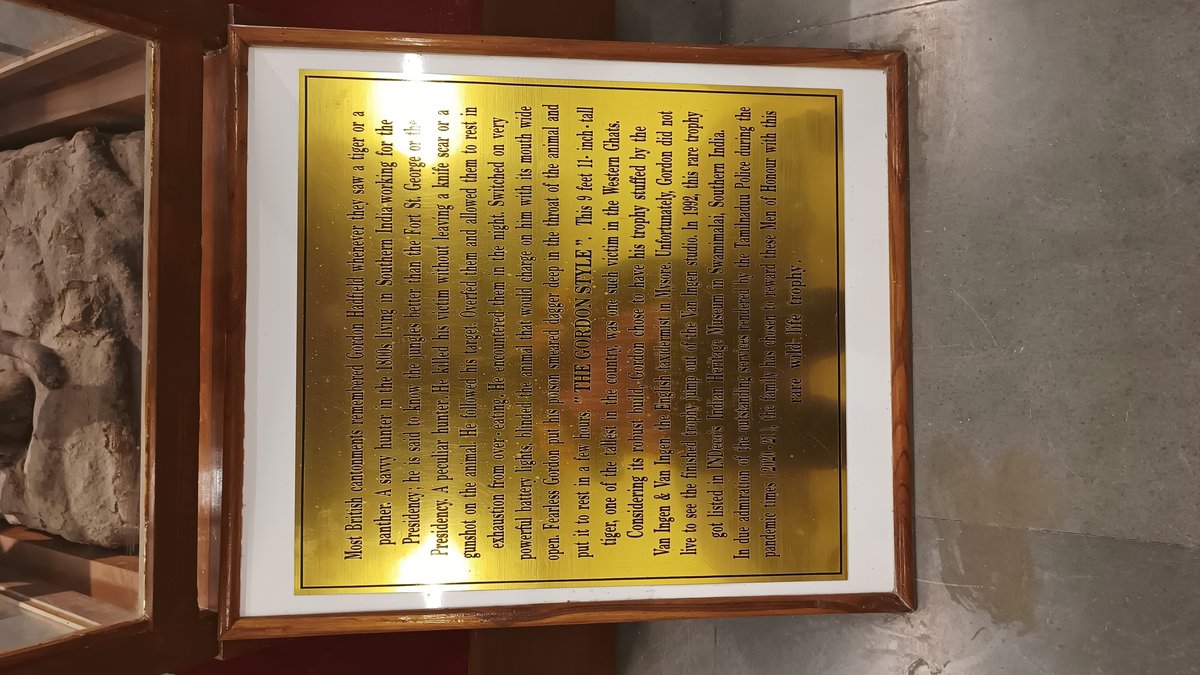 Most British cantonments remembered Gordon Hadfield whenever they saw a tiger or a
panther. A savvy hunter in the 1800s living in Southern India working for the
Presidency; he is said to know the jungles better than the Fort St. George or the
Presidency. A peculiar hunter. He killed his victim without leaving a knife scar or a
gunshot on the animal. He followed his target. Overfed them and allowed them to rest in
exhaustion from over- eating. He encountered them in the night. Switched on very
powerful battery lights, blinded the animal that would charge on him with its mouth wide
open. Fearless Gordon put his poison smeared dagger deep in the throat of the animal and
put it to rest in a few hours. " THE GORDON STYLE ". This 9 feet 11- inch- tall
tiger, one of the tallest in the country was one such victim in the Western Ghats.
Considering its robust build, Gordon chose to have his trophy stuffed by the
Van Ingen & Van Ingen the English taxidermist in Mysore. Unfortunately, Gordon did not
live to see the finished trophy jump out of the Van Ingen studio. In 1992, this rare trophy
got listed in INDeco's Indian Heritage Museum in Swamimalai, Southern India.
In due admiration of the outstanding services rendered by the Tamilnadu Police during the
pandemic times (2020-21), the family has chosen to reward these Men of Honour with this
rare wild- life trophy.